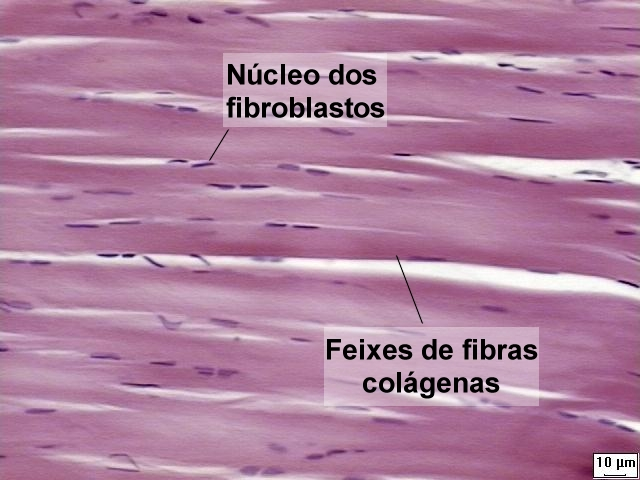 Núcleo dos
fibroblastos
Feixes de fibras
colágenas
10 µm